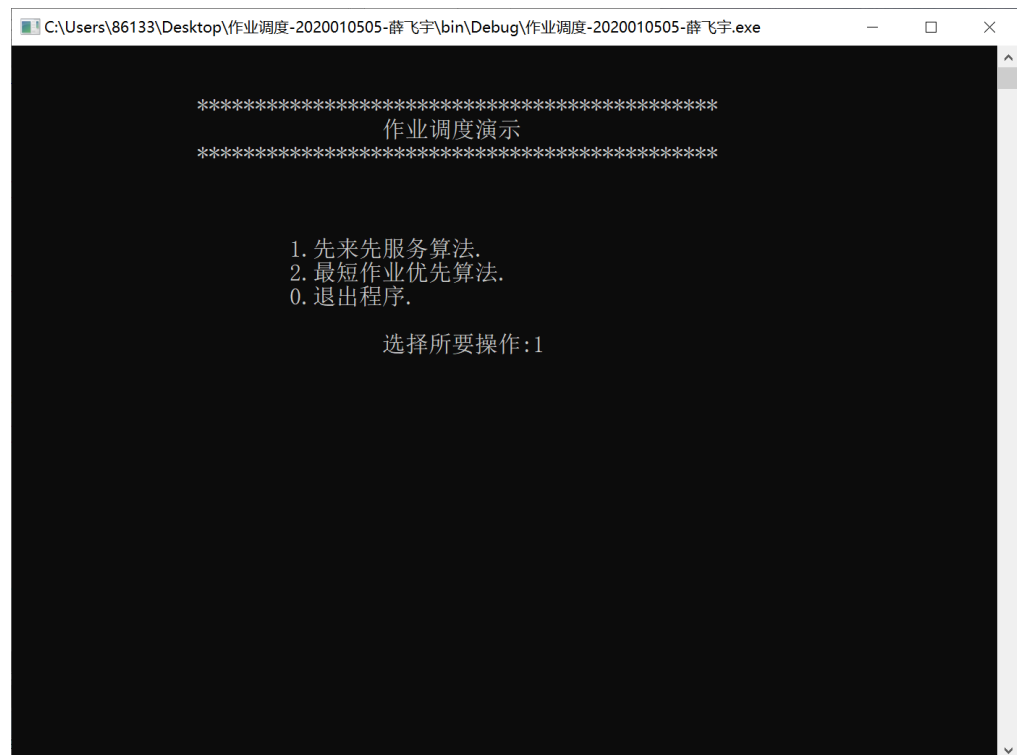 C:\Users\86133\Desktop\作业调度-2020010505-薛飞宇\bin\Debug\作业调度-2020010505-薛飞宇.exe
*********************************************
作业调度演示
*********************************************
1.先来先服务算法.
2.最短作业优先算法.
0.退出程序.
选择所要操作:1